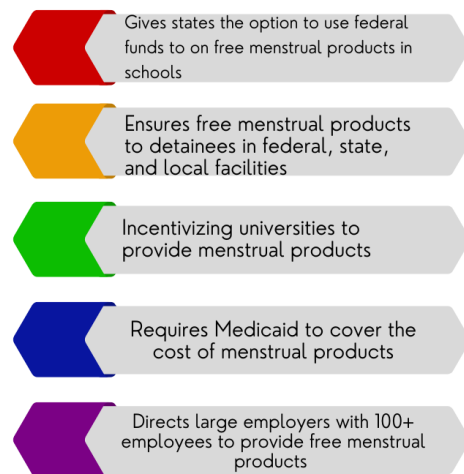 Gives states the option to use federal
funds to on free menstrual products in
schools
Ensures free menstrual products
to detainees in federal, state,
and local facilities
Incentivizing universities to
provide menstrual products
Requires Medicaid to cover the
cost of menstrual products
Directs large employers with 100+
employees to provide free menstrual
products